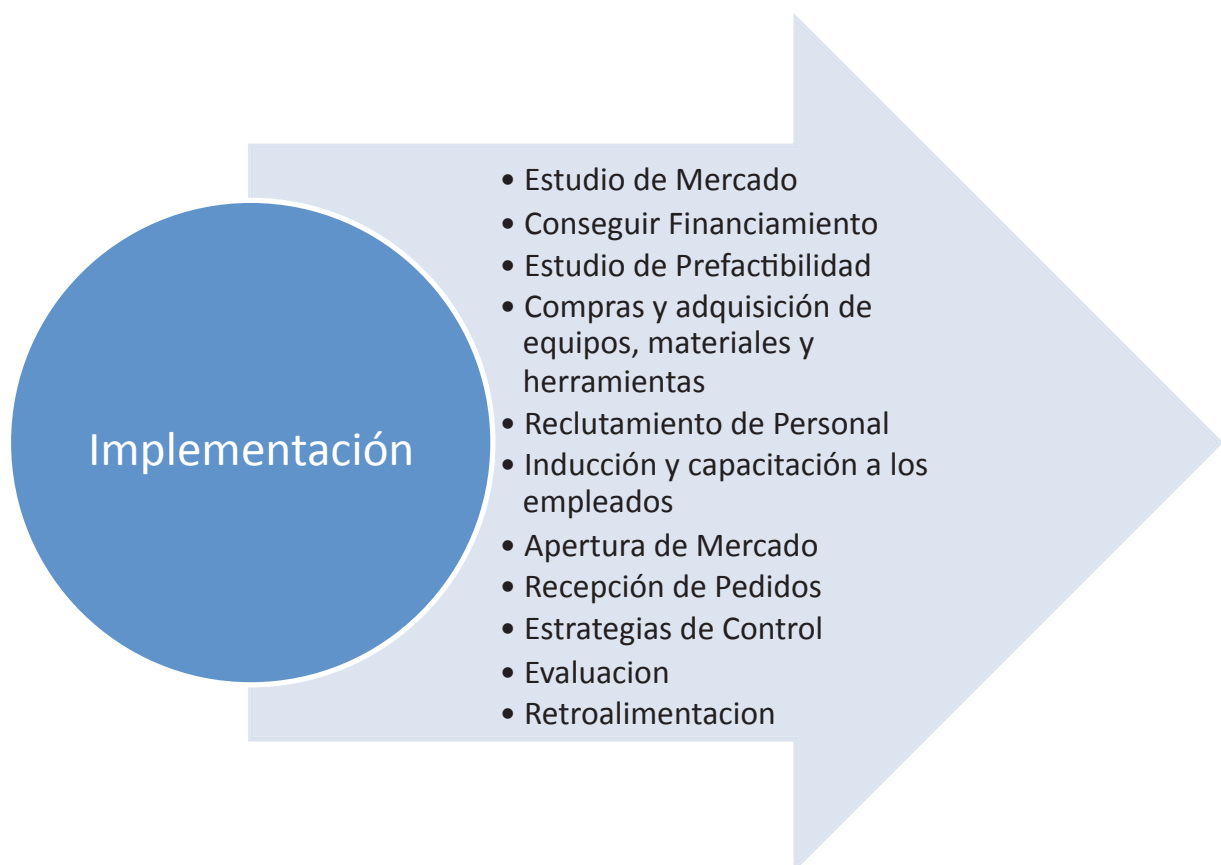 Implementación
• Estudio de Mercado
• Conseguir Financiamiento
• Estudio de Prefactibilidad
• Compras y adquisición de
equipos, materiales y
herramientas
• Reclutamiento de Personal
• Inducción y capacitación a los
empleados
• Apertura de Mercado
• Recepción de Pedidos
• Estrategias de Control
• Evaluacion
• Retroalimentacion